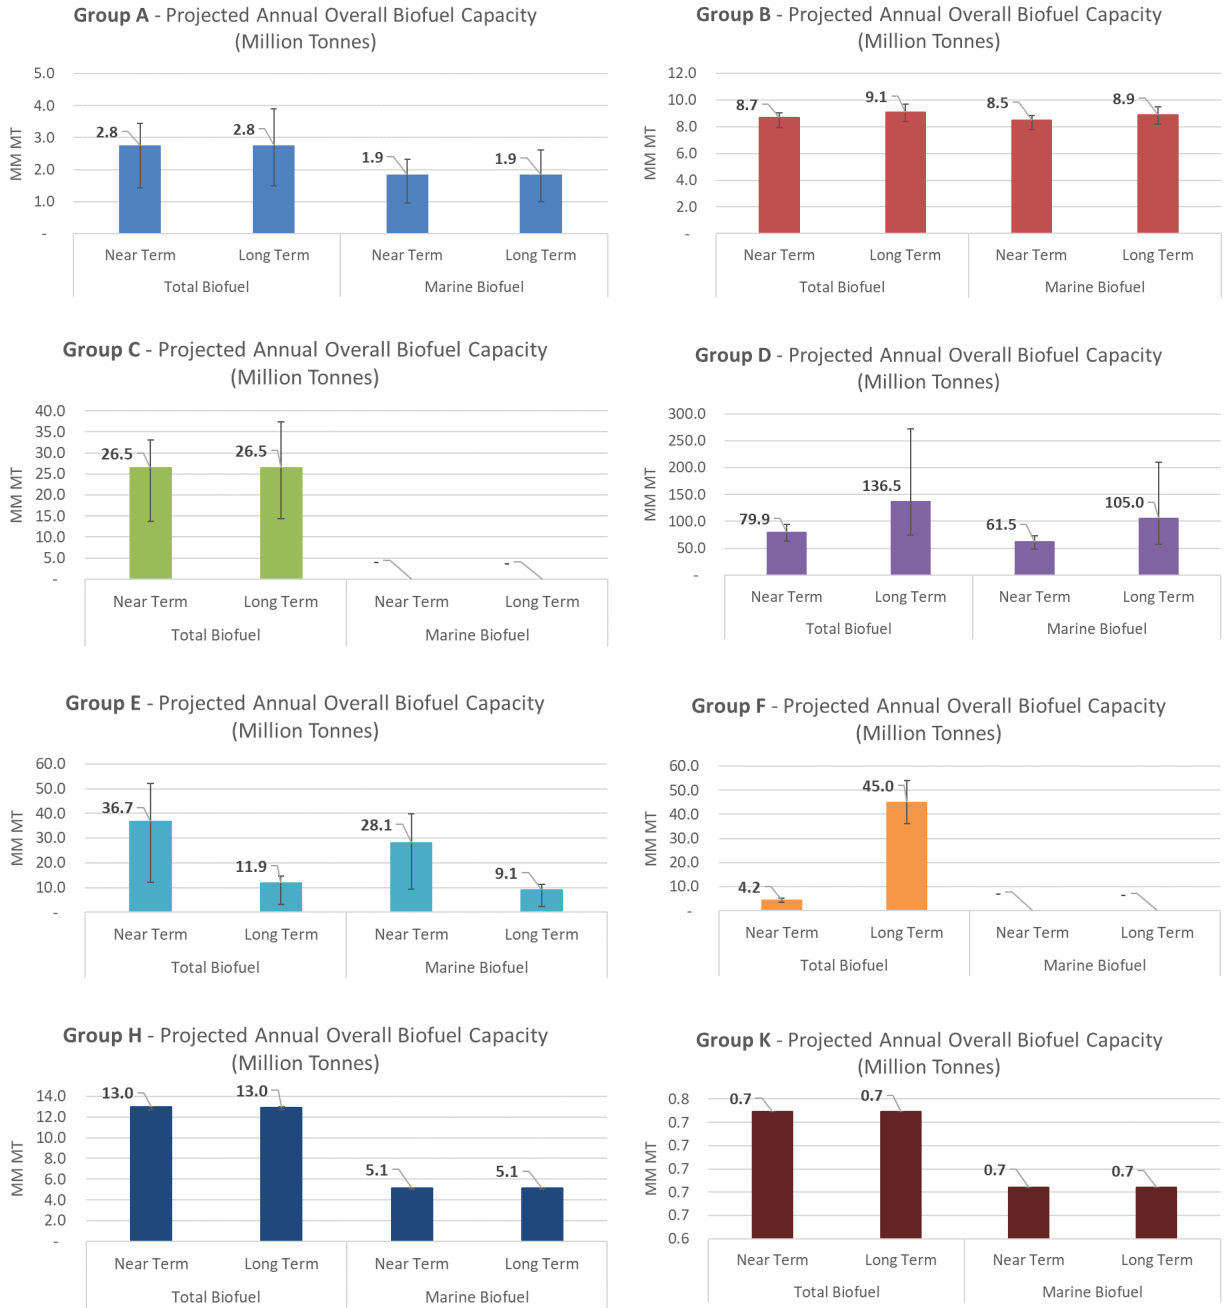 Group A - Projected Annual Overall Biofuel Capacity
(Million Tonnes)
5.0
4.0
3.0
2.0
1.0
-
MM MT
2.8
2.8
1.9
1.9
Near Term
Long Term
Near Term
Long Term
Total Biofuel
Marine Biofuel
Group B - Projected Annual Overall Biofuel Capacity
(Million Tonnes)
12.0
10.0
8.0
6.0
4.0
2.0
-
MM MT
8.7
9.1
8.5
8.9
Near Term
Long Term
Near Term
Long Term
Total Biofuel
Marine Biofuel
Group C - Projected Annual Overall Biofuel Capacity
(Million Tonnes)
40.0
35.0
30.0
25.0
20.0
15.0
10.0
5.0
-
MM MT
26.5
26.5
-
-
Near Term
Long Term
Near Term
Long Term
Total Biofuel
Marine Biofuel
Group D - Projected Annual Overall Biofuel Capacity
(Million Tonnes)
300.0
250.0
200.0
150.0
100.0
50.0
-
MM MT
79.9
136.5
61.5
105.0
Near Term
Long Term
Near Term
Long Term
Total Biofuel
Marine Biofuel
Group E - Projected Annual Overall Biofuel Capacity
(Million Tonnes)
60.0
50.0
40.0
30.0
20.0
10.0
-
MM MT
36.7
11.9
28.1
9.1
Near Term
Long Term
Near Term
Long Term
Total Biofuel
Marine Biofuel
Group F - Projected Annual Overall Biofuel Capacity
(Million Tonnes)
60.0
50.0
40.0
30.0
20.0
10.0
-
MM MT
4.2
45.0
-
-
Near Term
Long Term
Near Term
Long Term
Total Biofuel
Marine Biofuel
Group H - Projected Annual Overall Biofuel Capacity
(Million Tonnes)
14.0
12.0
10.0
8.0
6.0
4.0
2.0
-
MM MT
13.0
13.0
5.1
5.1
Near Term
Long Term
Near Term
Long Term
Total Biofuel
Marine Biofuel
Group K - Projected Annual Overall Biofuel Capacity
(Million Tonnes)
0.8
0.7
0.7
0.7
0.7
0.7
0.6
MM MT
0.7
0.7
0.7
0.7
Near Term
Long Term
Near Term
Long Term
Total Biofuel
Marine Biofuel